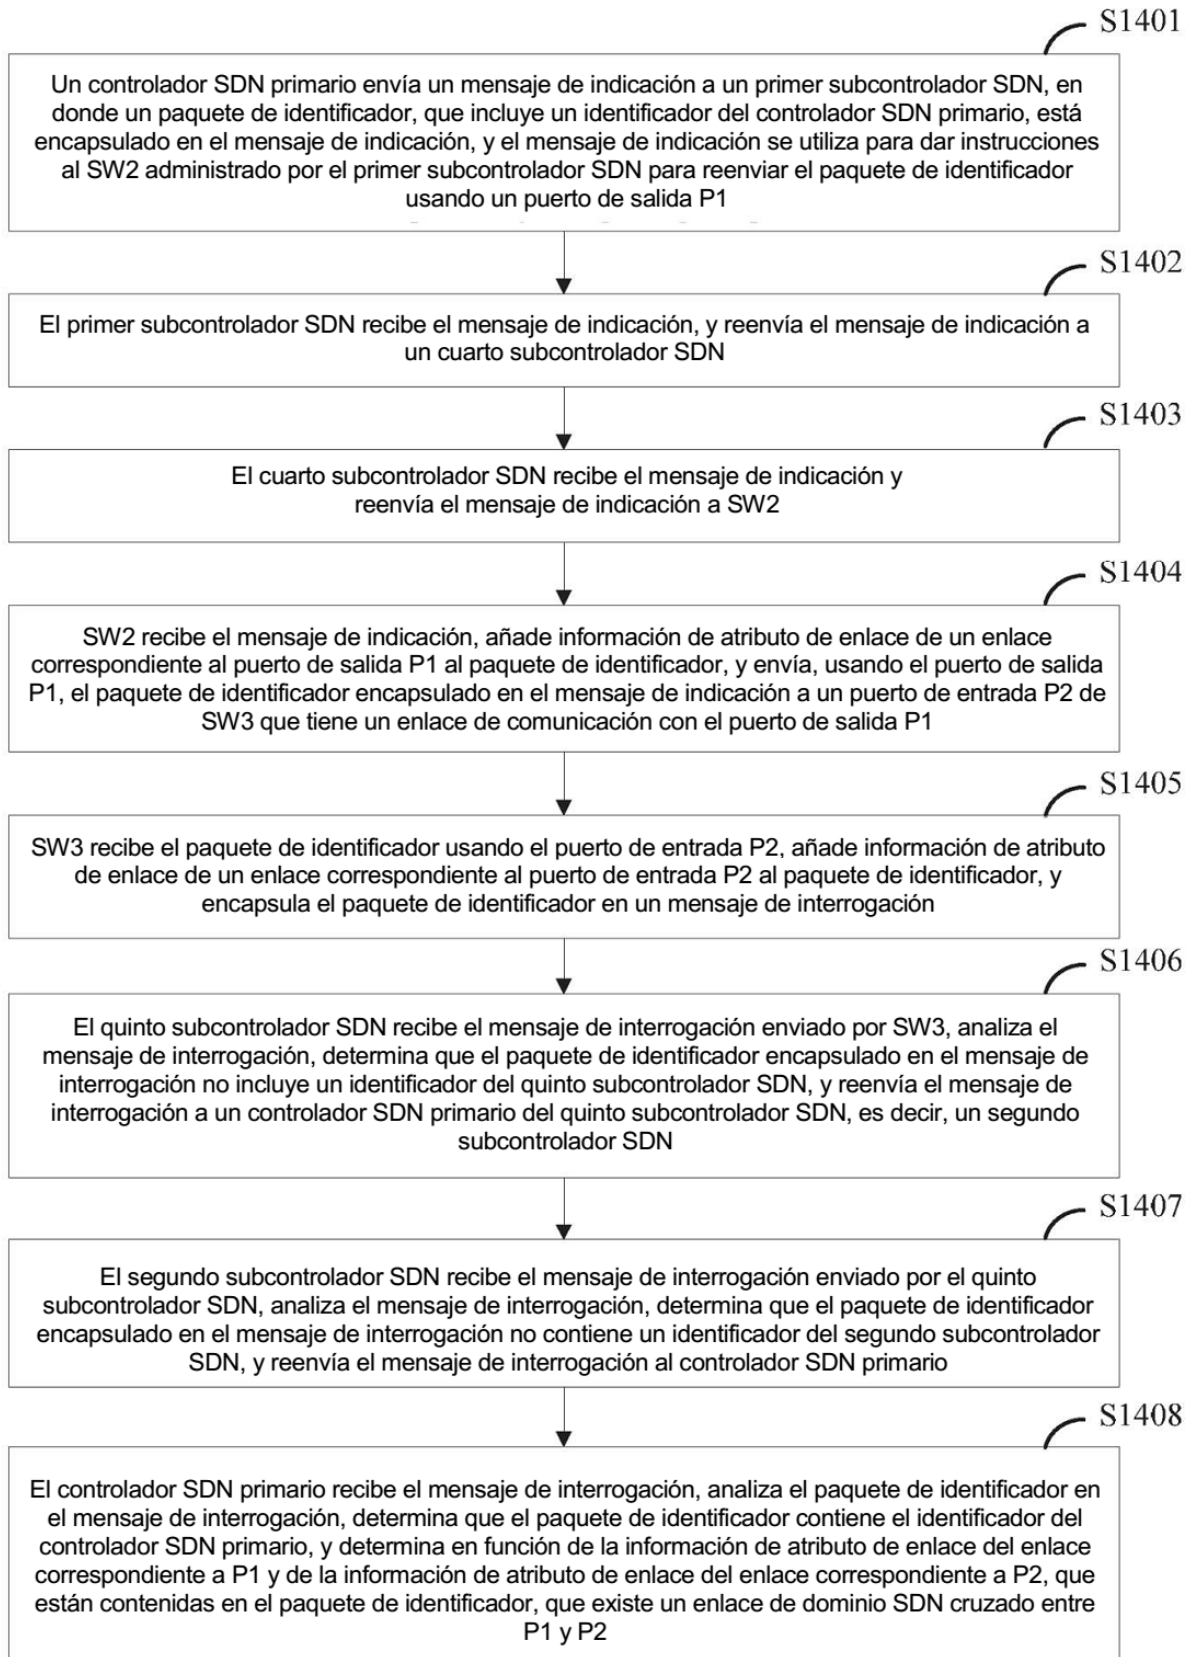 S1401
Un controlador SDN primario envía un mensaje de indicación a un primer subcontrolador SDN, en
donde un paquete de identificador, que incluye un identificador del controlador SDN primario, está
encapsulado en el mensaje de indicación, y el mensaje de indicación se utiliza para dar instrucciones
al SW2 administrado por el primer subcontrolador SDN para reenviar el paquete de identificador
usando un puerto de salida P1
S1402
El primer subcontrolador SDN recibe el mensaje de indicación, y reenvía el mensaje de indicación a
un cuarto subcontrolador SDN
S1403
El cuarto subcontrolador SDN recibe el mensaje de indicación y
reenvía el mensaje de indicación a SW2
S1404
SW2 recibe el mensaje de indicación, añade información de atributo de enlace de un enlace
correspondiente al puerto de salida P1 al paquete de identificador, y envía, usando el puerto de salida
P1, el paquete de identificador encapsulado en el mensaje de indicación a un puerto de entrada P2 de
SW3 que tiene un enlace de comunicación con el puerto de salida P1
S1405
SW3 recibe el paquete de identificador usando el puerto de entrada P2, añade información de atributo
de enlace de un enlace correspondiente al puerto de entrada P2 al paquete de identificador, y
encapsula el paquete de identificador en un mensaje de interrogación
S1406
El quinto subcontrolador SDN recibe el mensaje de interrogación enviado por SW3, analiza el
mensaje de interrogación, determina que el paquete de identificador encapsulado en el mensaje de
interrogación no incluye un identificador del quinto subcontrolador SDN, y reenvía el mensaje de
interrogación a un controlador SDN primario del quinto subcontrolador SDN, es decir, un segundo
subcontrolador SDN
S1407
El segundo subcontrolador SDN recibe el mensaje de interrogación enviado por el quinto
subcontrolador SDN, analiza el mensaje de interrogación, determina que el paquete de identificador
encapsulado en el mensaje de interrogación no contiene un identificador del segundo subcontrolador
SDN, y reenvía el mensaje de interrogación al controlador SDN primario
S1408
El controlador SDN primario recibe el mensaje de interrogación, analiza el paquete de identificador en
el mensaje de interrogación, determina que el paquete de identificador contiene el identificador del
controlador SDN primario, y determina en función de la información de atributo de enlace del enlace
correspondiente a P1 y de la información de atributo de enlace del enlace correspondiente a P2, que
están contenidas en el paquete de identificador, que existe un enlace de dominio SDN cruzado entre
P1 y P2